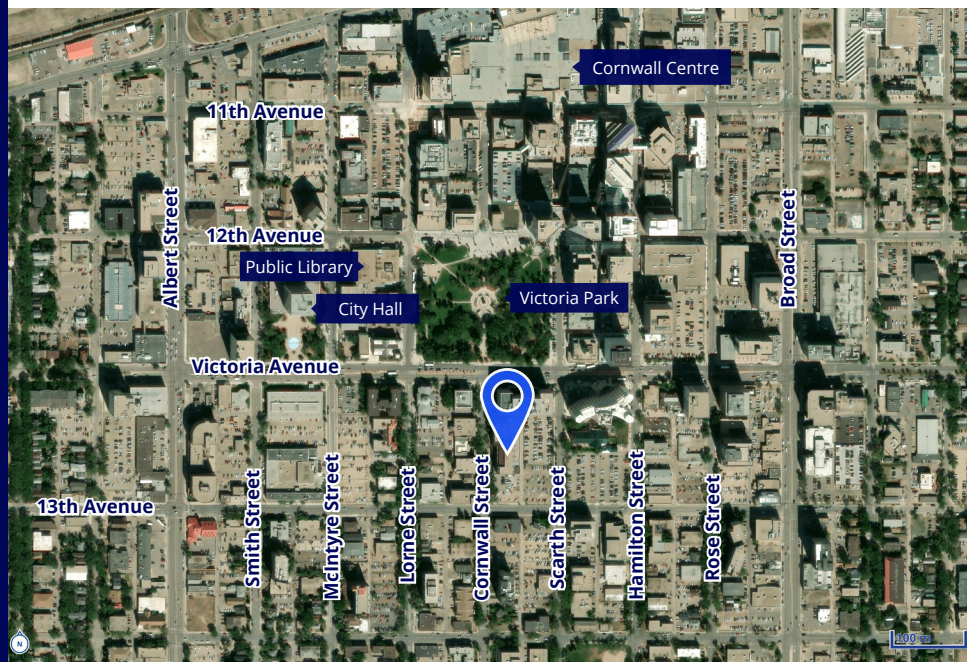 Cornwall Centre
11th Avenue
Albert Street
12th Avenue
Broad Street
Public Library
City Hall
Victoria Park
Victoria Avenue
13th Avenue
Smith Street
McIntyre Street
Lorne Street
Cornwall Street
Scarth Street
Hamilton Street
Rose Street
N
100 m